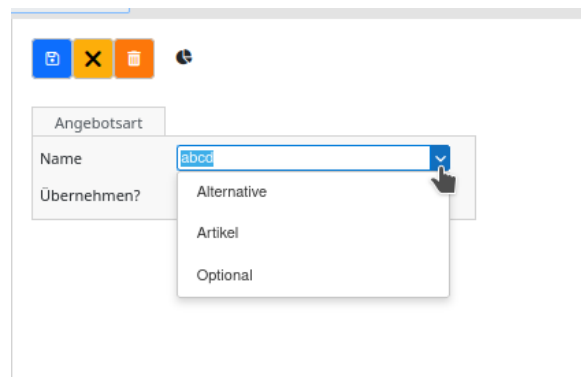 Angebotsart
Name
abcd
Übernehmen?
Alternative
Artikel
Optional